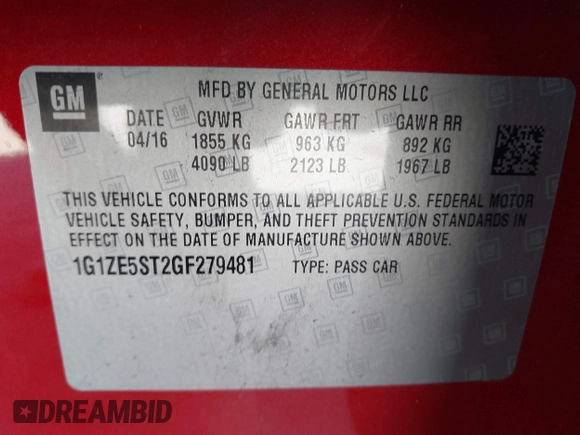 GM
MFD BY GENERAL MOTORS LLC
DATE GVWR GAWR FRT GAWR RR
04/16 1855 KG 963 KG 892 KG
4090 LB 2123 LB 1967 LB
THIS VEHICLE CONFORMS TO ALL APPLICABLE U.S. FEDERAL MOTOR
VEHICLE SAFETY, BUMPER, AND THEFT PREVENTION STANDARDS IN
EFFECT ON THE DATE OF MANUFACTURE SHOWN ABOVE.
1G1ZE5ST2GF279481 TYPE: PASS CAR
DREAMBID